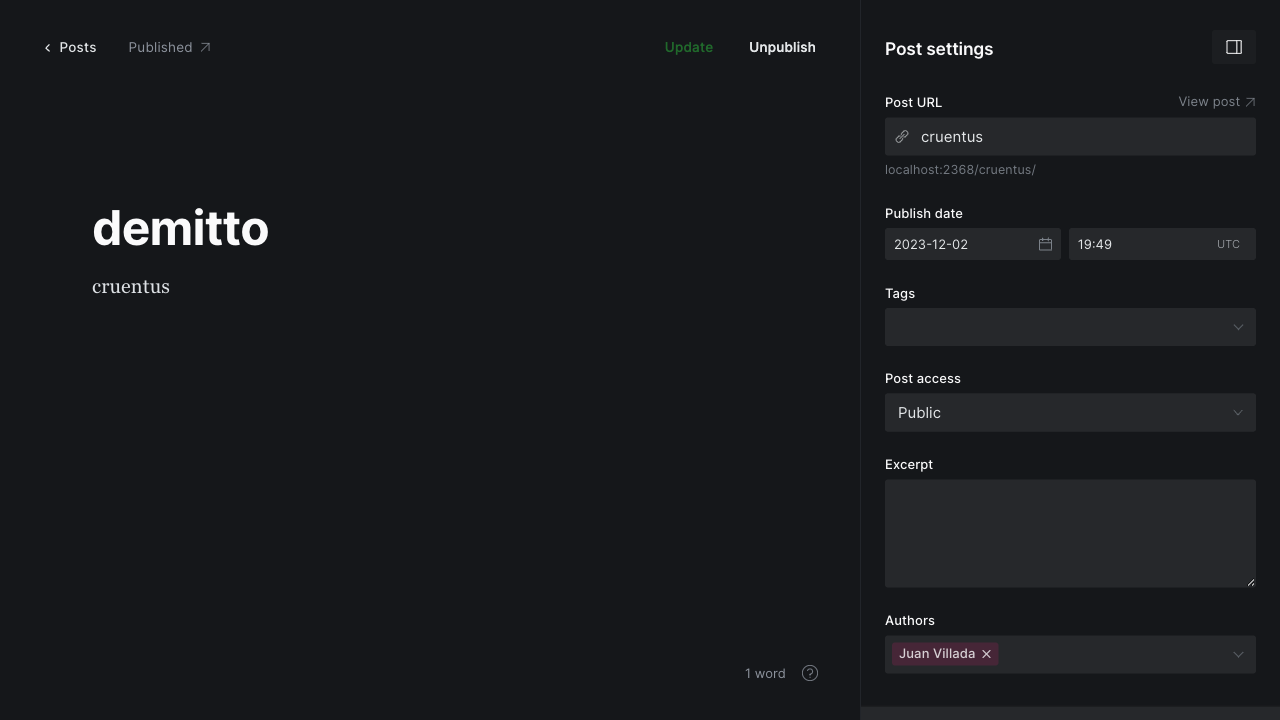 Posts
Published
Update
Unpublish
demitto
cruentus
1 word
Post settings
Post URL
View post
cruentus
localhost:2368/cruentus/
Publish date
2023-12-02
19:49
UTC
Tags
Post access
Public
Excerpt
Authors
Juan Villada